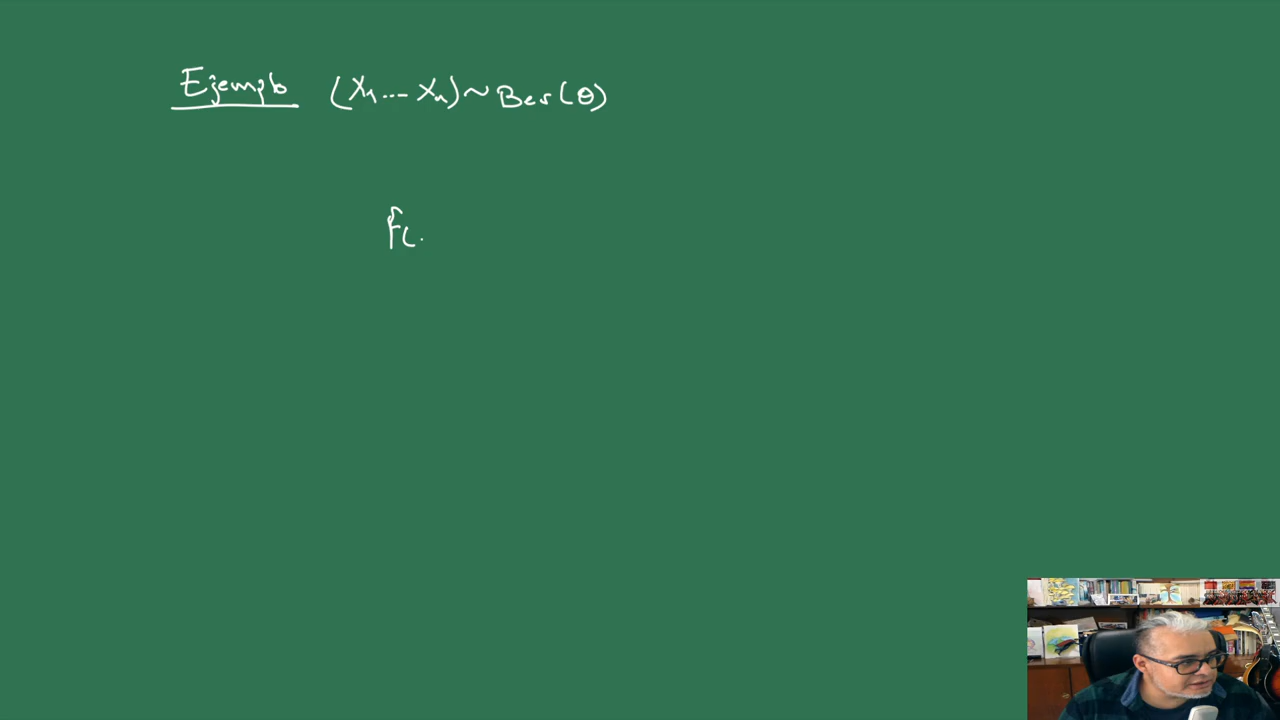 Ejemplo (X₁ ... Xₙ) ~ Ber(θ)
f(.